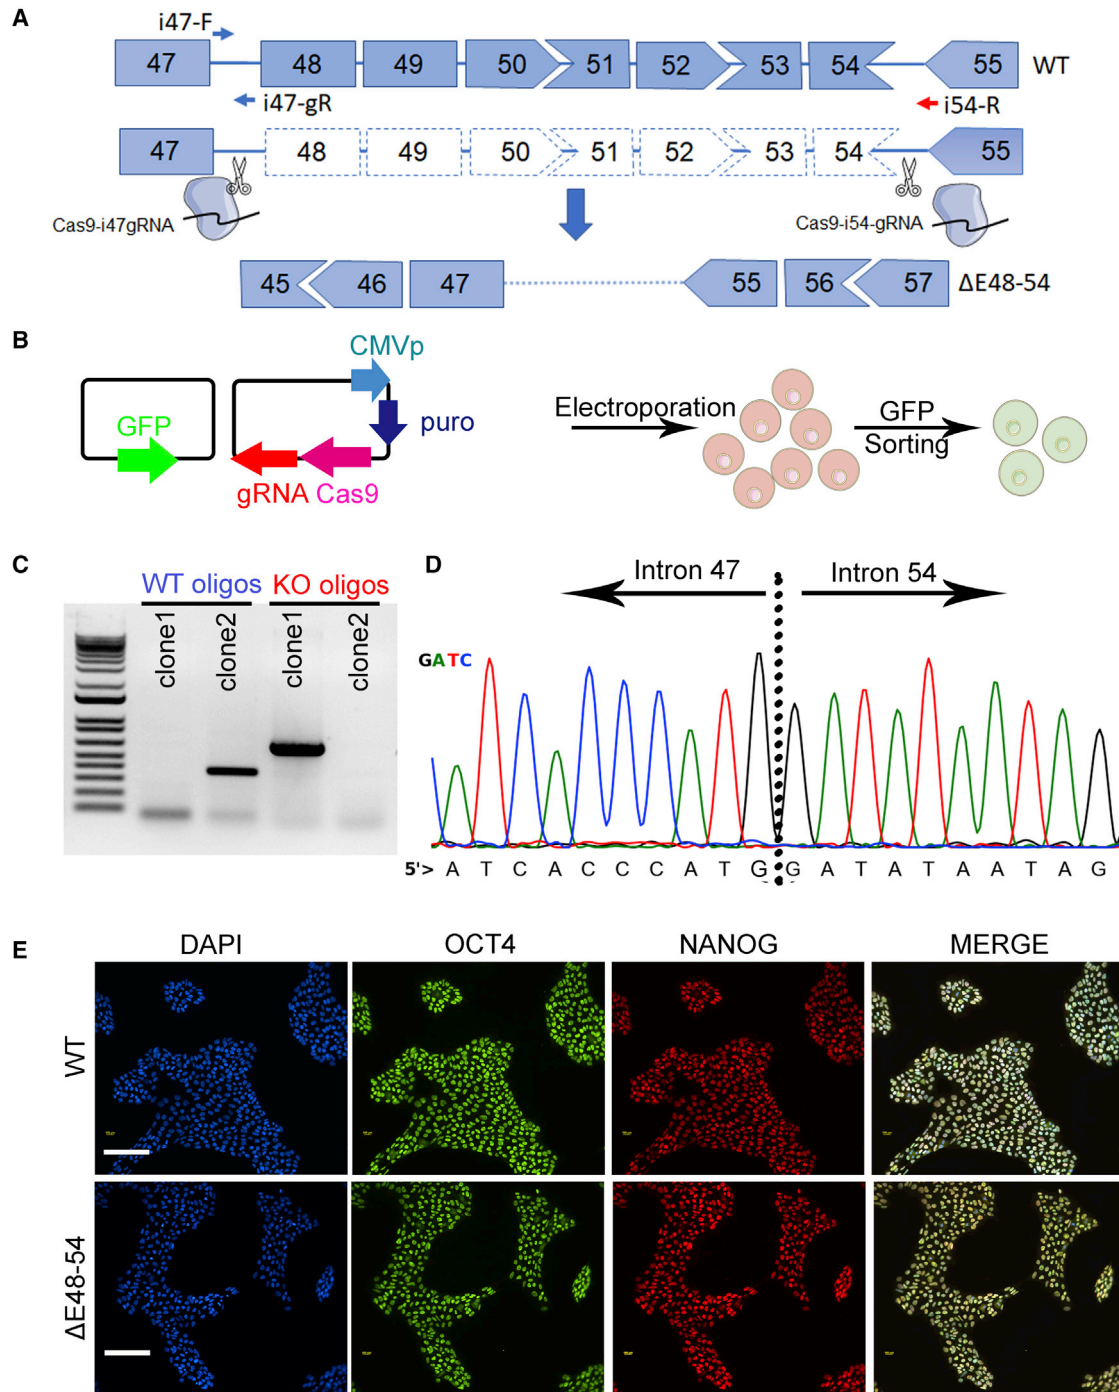 A
i47-F
47 48 49 50 51 52 53 54 55 WT
i47-gR
i54-R
47 48 49 50 51 52 53 54 55
Cas9-i47gRNA
Cas9-i54-gRNA
45 46 47 55 56 57 ΔE48-54
B
CMVp
GFP
puro
gRNA Cas9
Electroporation
GFP
Sorting
C
WT oligos KO oligos
clone1 clone2 clone1 clone2
D
Intron 47 Intron 54
GATC
5'> A T C A C C C A T G G A T A T A A T A G
E
DAPI OCT4 NANOG MERGE
WT
ΔE48-54